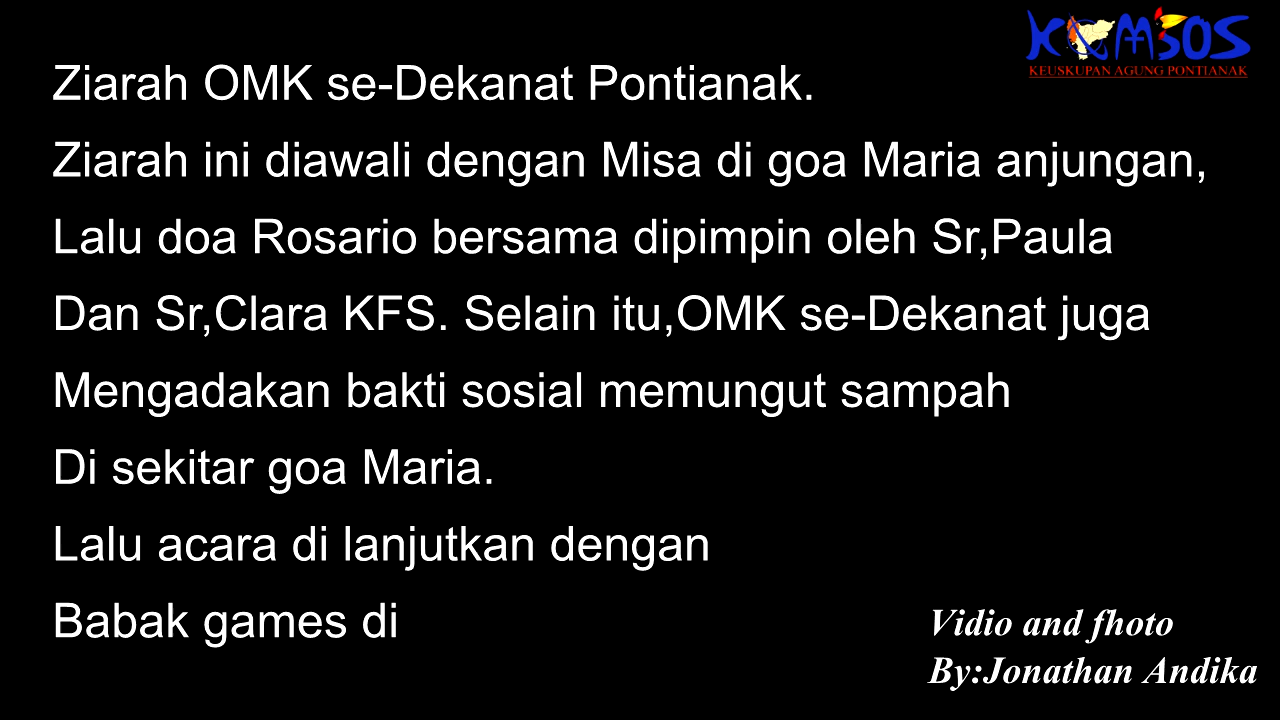 KOMSOS
KEUSKUPAN AGUNG PONTIANAK
Ziarah OMK se-Dekanat Pontianak.
Ziarah ini diawali dengan Misa di goa Maria anjungan,
Lalu doa Rosario bersama dipimpin oleh Sr,Paula
Dan Sr,Clara KFS. Selain itu,OMK se-Dekanat juga
Mengadakan bakti sosial memungut sampah
Di sekitar goa Maria.
Lalu acara di lanjutkan dengan
Babak games di
Vidio and fhoto
By:Jonathan Andika